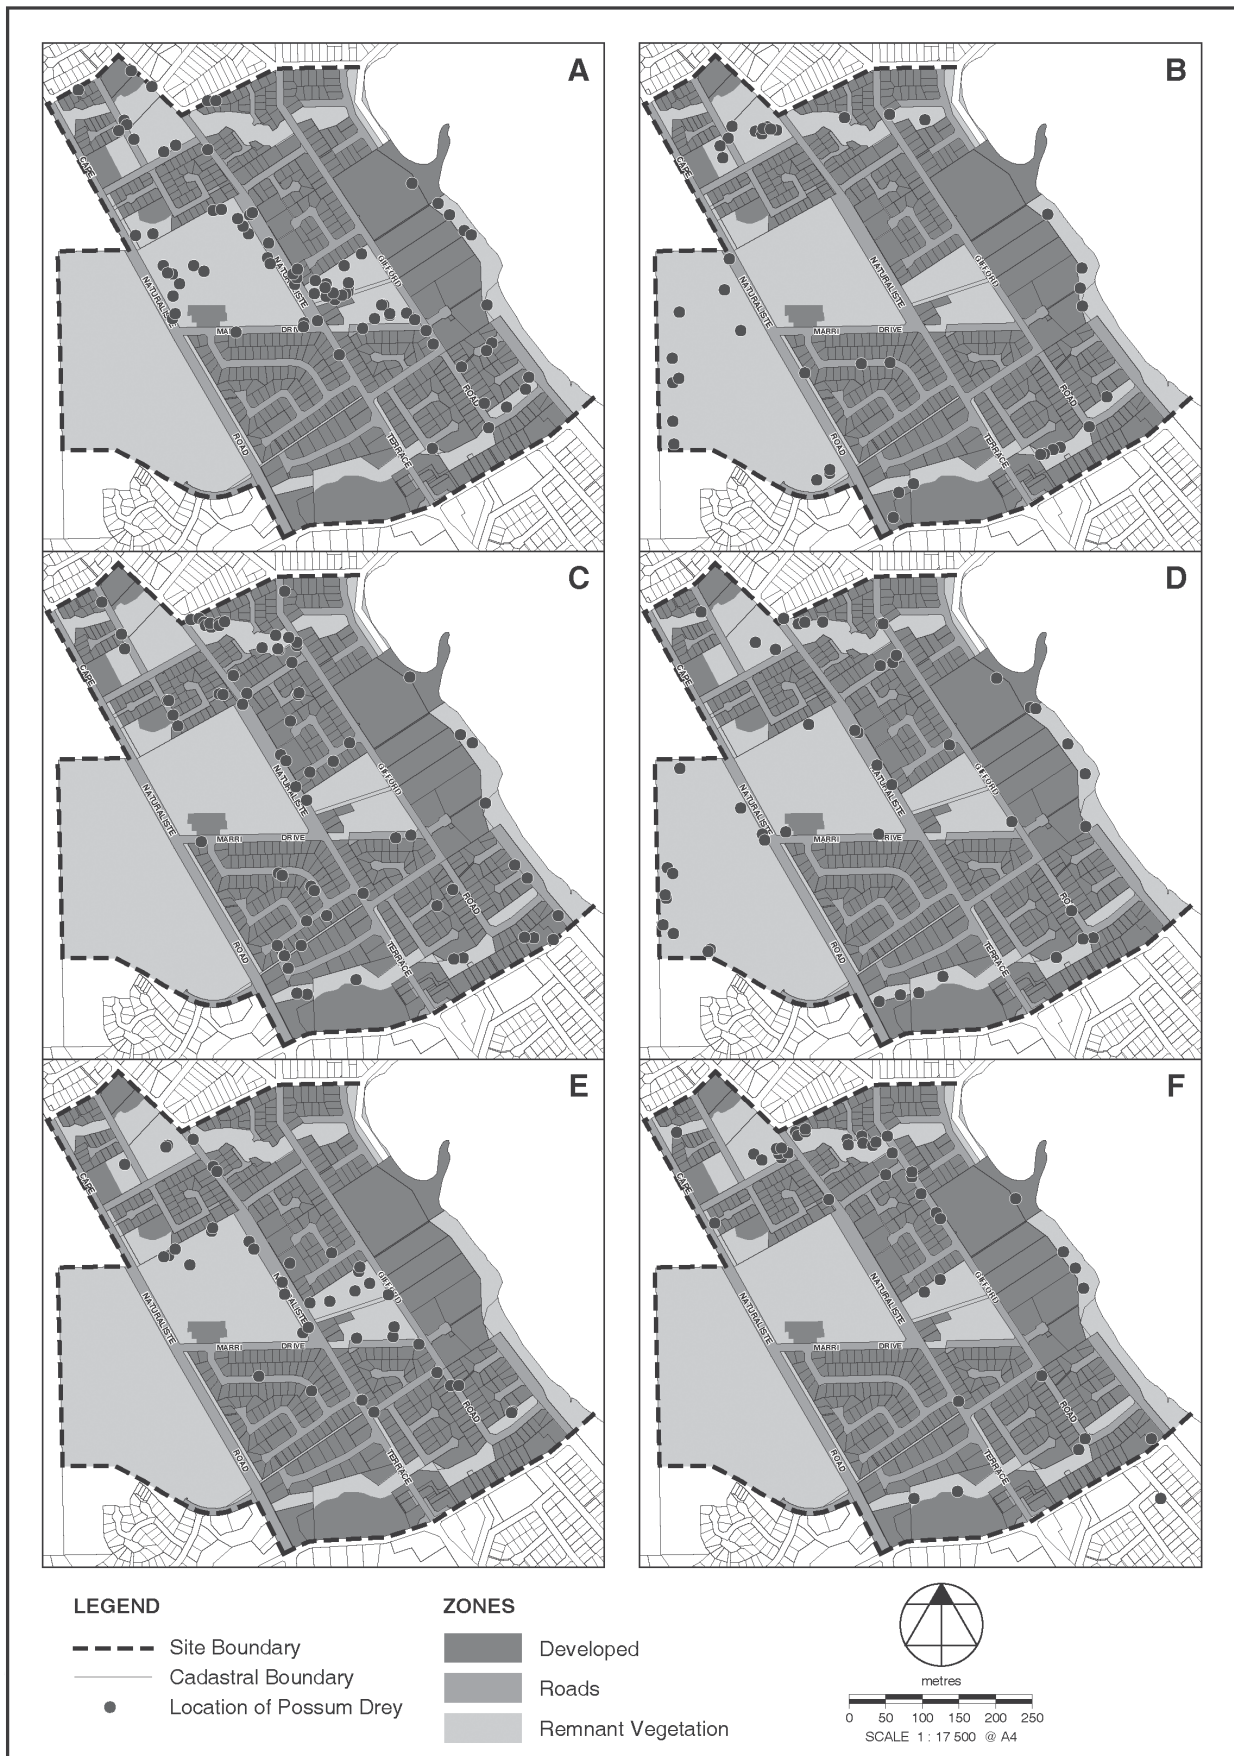 A
CAPE
NATURALISTE
ROAD
MARRI DRIVE
NATURALISTE
TERRACE
GIFFORD
ROAD
B
CAPE
NATURALISTE
ROAD
MARRI DRIVE
NATURALISTE
TERRACE
GIFFORD
ROAD
C
CAPE
NATURALISTE
ROAD
MARRI DRIVE
NATURALISTE
TERRACE
GIFFORD
ROAD
D
CAPE
NATURALISTE
ROAD
MARRI DRIVE
NATURALISTE
TERRACE
GIFFORD
E
CAPE
NATURALISTE
ROAD
MARRI DRIVE
TERRACE
GIFFORD
ROAD
F
CAPE
NATURALISTE
ROAD
MARRI DRIVE
NATURALISTE
TERRACE
GIFFORD
ROAD
LEGEND
Site Boundary
Cadastral Boundary
Location of Possum Drey
ZONES
Developed
Roads
Remnant Vegetation
metres
0 50 100 150 200 250
SCALE 1 : 17 500 @ A4